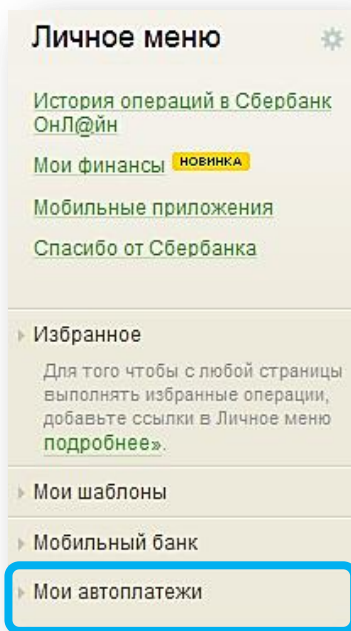 Личное меню
История операций в Сбербанк
ОнЛ@йн
Мои финансы НОВИНКА
Мобильные приложения
Спасибо от Сбербанка
Избранное
Для того чтобы с любой страницы
выполнять избранные операции,
добавьте ссылки в Личное меню
подробнее».
Мои шаблоны
Мобильный банк
Мои автоплатежи